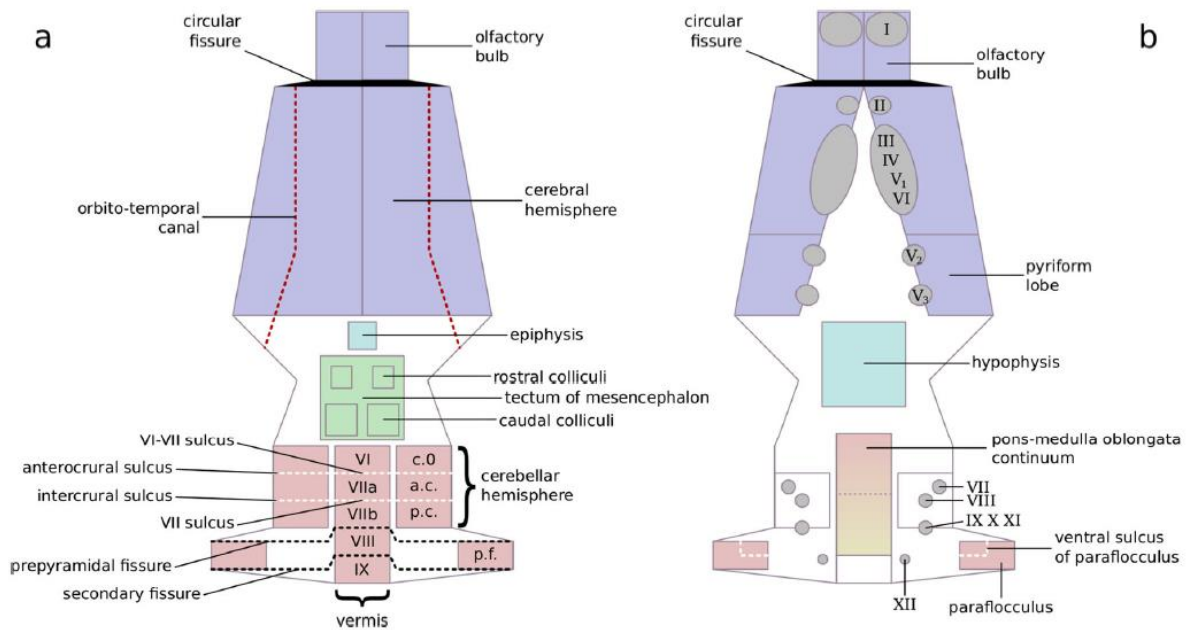 a
circular
fissure
olfactory
bulb
orbito-temporal
canal
cerebral
hemisphere
epiphysis
rostral colliculi
tectum of mesencephalon
caudal colliculi
VI-VII sulcus
anterocrural sulcus
intercrural sulcus
VII sulcus
prepyramidal fissure
secondary fissure
VI
c.0
VIIa
a.c.
VIIb
p.c.
VIII
p.f.
IX
cerebellar
hemisphere
vermis
b
circular
fissure
I
olfactory
bulb
II
III
IV
V1
VI
V2
V3
pyriform
lobe
hypophysis
pons-medulla oblongata
continuum
VII
VIII
IX X XI
ventral sulcus
of paraflocculus
XII
paraflocculus